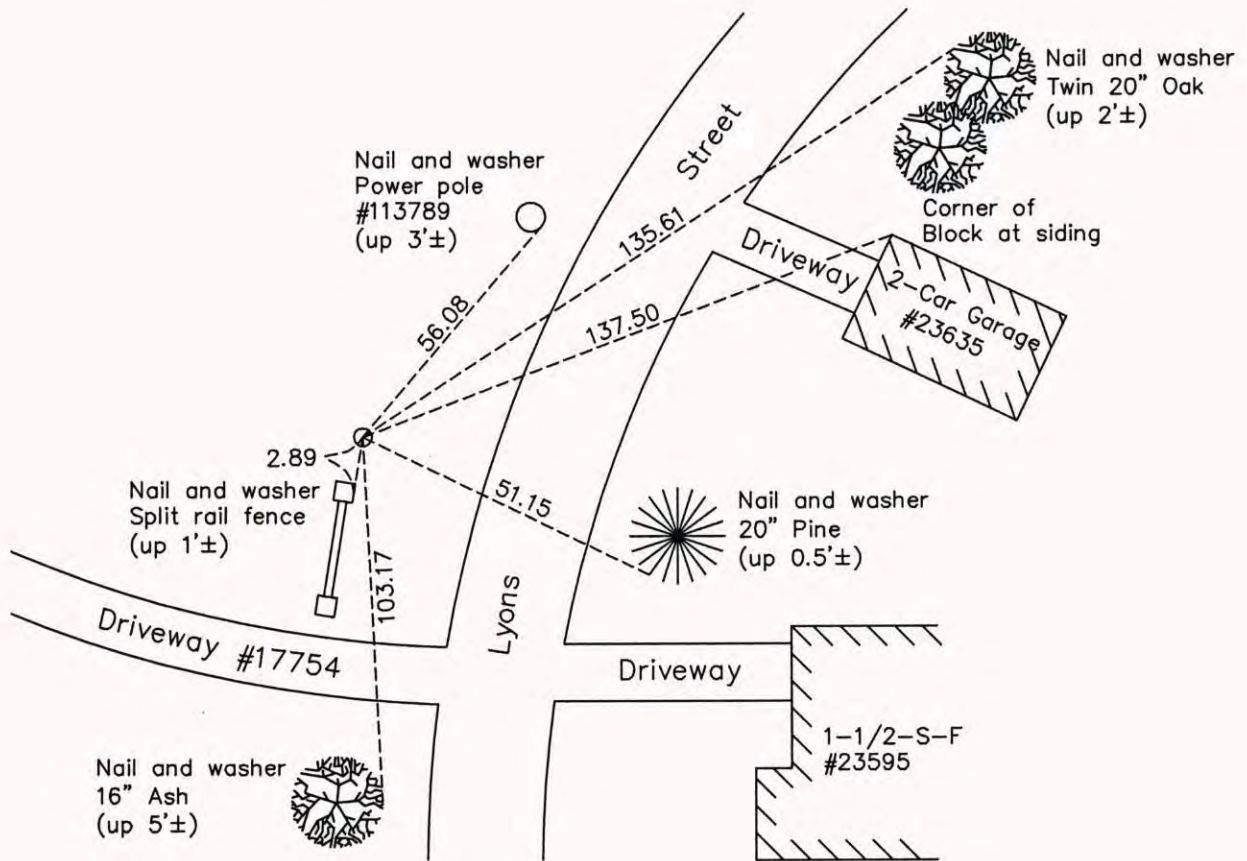 Nail and washer
Twin 20" Oak
(up 2'±)
Street
Nail and washer
Power pole
#113789
(up 3'±)
135.61
Corner of
Block at siding
Driveway
2-Car Garage
#23635
56.08
137.50
2.89
Nail and washer
Split rail fence
(up 1'±)
51.15
Nail and washer
20" Pine
(up 0.5'±)
103.17
Lyons
Driveway #17754
Driveway
1-1/2-S-F
#23595
Nail and washer
16" Ash
(up 5'±)